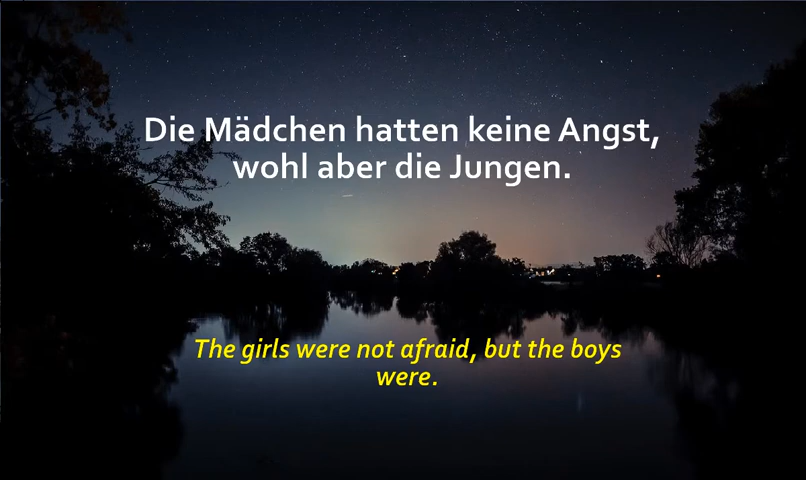 Die Mädchen hatten keine Angst,
wohl aber die Jungen.
The girls were not afraid, but the boys
were.